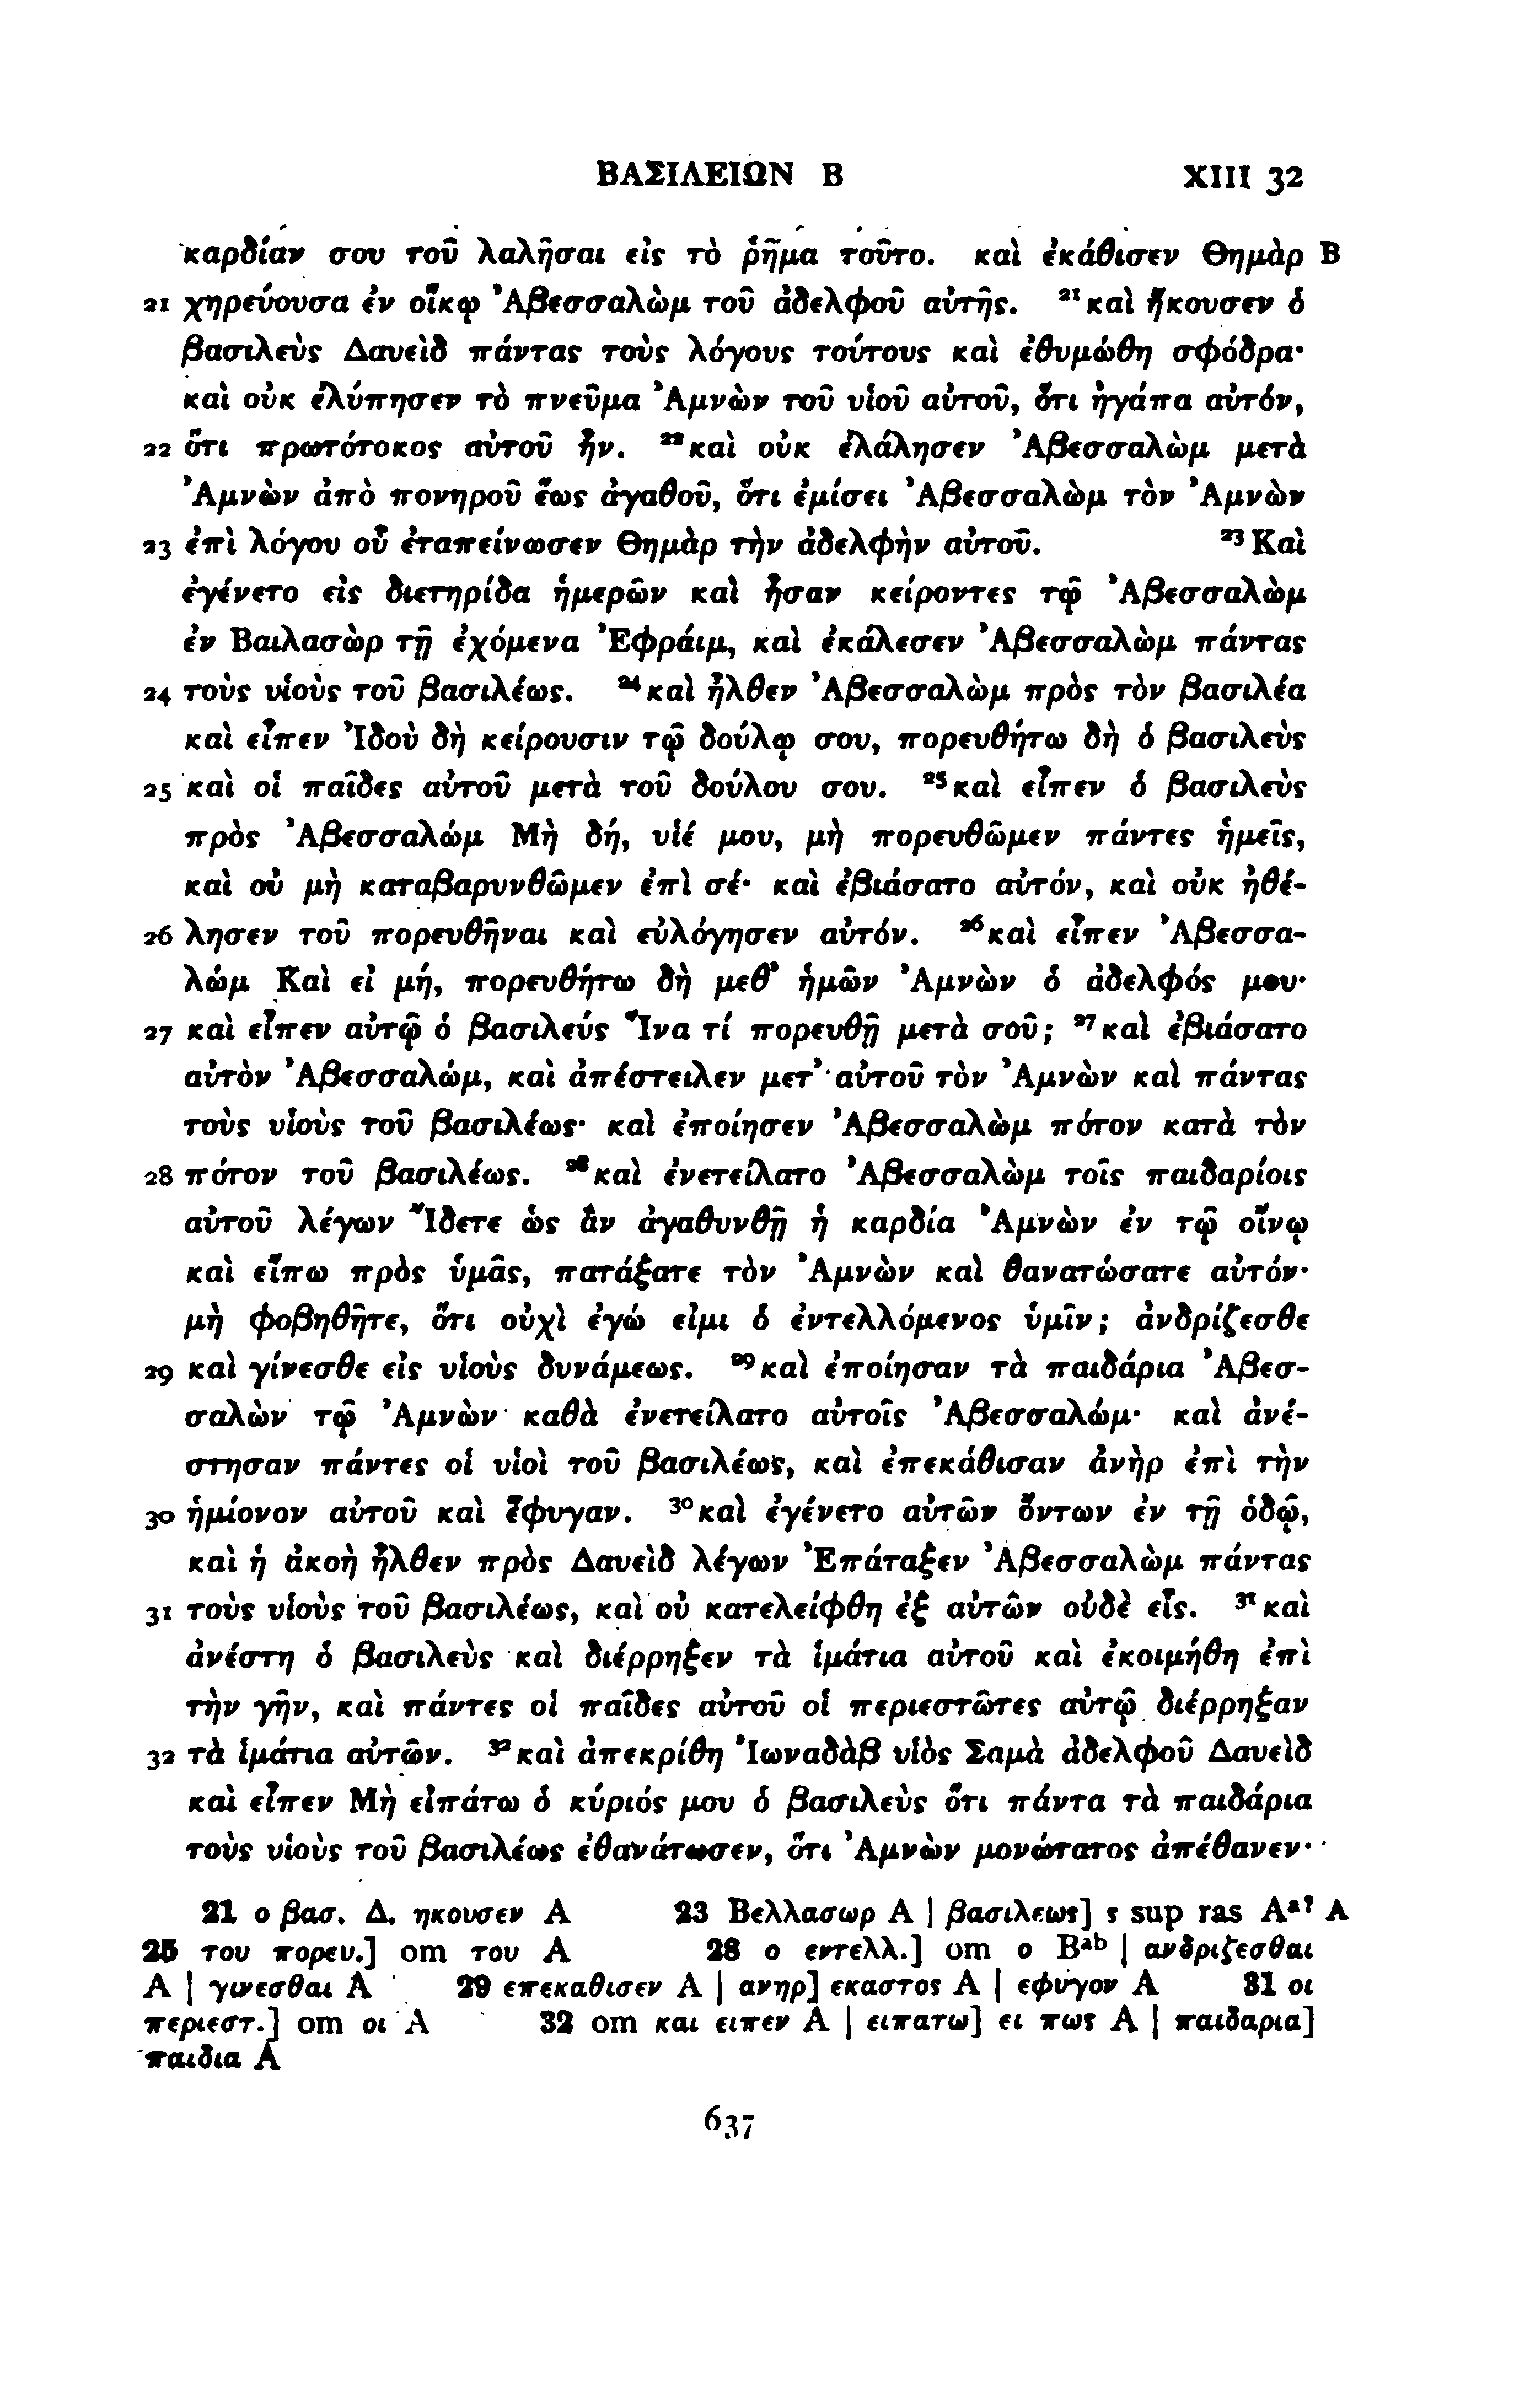 ΒΑΣΙΛΕΙΩΝ Β XIII 32
καρδίαν σου τοῦ λαλῆσαι εἰς τὸ ῥῆμα τοῦτο. καὶ ἐκάθισεν Θημὰρ B
21 χηρεύουσα ἐν οἴκῳ Ἀβεσσαλὼμ τοῦ ἀδελφοῦ αὐτῆς. ²¹καὶ ἤκουσεν ὁ
βασιλεὺς Δαυεὶδ πάντας τοὺς λόγους τούτους καὶ ἐθυμώθη σφόδρα·
καὶ οὐκ ἐλύπησεν τὸ πνεῦμα Ἀμνὼν τοῦ υἱοῦ αὐτοῦ, ὅτι ἠγάπα αὐτόν,
22 ὅτι πρωτότοκος αὐτοῦ ἦν. ²²καὶ οὐκ ἐλάλησεν Ἀβεσσαλὼμ μετὰ
Ἀμνὼν ἀπὸ πονηροῦ ἕως ἀγαθοῦ, ὅτι ἐμίσει Ἀβεσσαλὼμ τὸν Ἀμνὼν
23 ἐπὶ λόγου οὗ ἐταπείνωσεν Θημὰρ τὴν ἀδελφὴν αὐτοῦ. ²³Καὶ
ἐγένετο εἰς διετηρίδα ἡμερῶν καὶ ἦσαν κείροντες τῷ Ἀβεσσαλὼμ
ἐν Βαιλασὼρ τῇ ἐχόμενα Ἐφράιμ, καὶ ἐκάλεσεν Ἀβεσσαλὼμ πάντας
24 τοὺς υἱοὺς τοῦ βασιλέως. ²⁴καὶ ἦλθεν Ἀβεσσαλὼμ πρὸς τὸν βασιλέα
καὶ εἶπεν Ἰδοὺ δὴ κείρουσιν τῷ δούλῳ σου, πορευθήτω δὴ ὁ βασιλεὺς
25 καὶ οἱ παῖδες αὐτοῦ μετὰ τοῦ δούλου σου. ²⁵καὶ εἶπεν ὁ βασιλεὺς
πρὸς Ἀβεσσαλώμ Μὴ δή, υἱέ μου, μὴ πορευθῶμεν πάντες ἡμεῖς,
καὶ οὐ μὴ καταβαρυνθῶμεν ἐπὶ σέ· καὶ ἐβιάσατο αὐτόν, καὶ οὐκ ἠθέ-
26 λησεν τοῦ πορευθῆναι καὶ εὐλόγησεν αὐτόν. ²⁶καὶ εἶπεν Ἀβεσσα-
λώμ Καὶ εἰ μή, πορευθήτω δὴ μεθ’ ἡμῶν Ἀμνὼν ὁ ἀδελφός μου·
27 καὶ εἶπεν αὐτῷ ὁ βασιλεύς Ἵνα τί πορευθῇ μετὰ σοῦ; ²⁷καὶ ἐβιάσατο
αὐτὸν Ἀβεσσαλώμ, καὶ ἀπέστειλεν μετ’ αὐτοῦ τὸν Ἀμνὼν καὶ πάντας
τοὺς υἱοὺς τοῦ βασιλέως· καὶ ἐποίησεν Ἀβεσσαλὼμ πότον κατὰ τὸν
28 πότον τοῦ βασιλέως. ²⁸καὶ ἐνετείλατο Ἀβεσσαλὼμ τοῖς παιδαρίοις
αὐτοῦ λέγων Ἴδετε ὡς ἂν ἀγαθυνθῇ ἡ καρδία Ἀμνὼν ἐν τῷ οἴνῳ
καὶ εἴπω πρὸς ὑμᾶς, πατάξατε τὸν Ἀμνὼν καὶ θανατώσατε αὐτόν·
μὴ φοβηθῆτε, ὅτι οὐχὶ ἐγώ εἰμι ὁ ἐντελλόμενος ὑμῖν; ἀνδρίζεσθε
29 καὶ γίνεσθε εἰς υἱοὺς δυνάμεως. ²⁹καὶ ἐποίησαν τὰ παιδάρια Ἀβεσ-
σαλὼν τῷ Ἀμνὼν καθὰ ἐνετείλατο αὐτοῖς Ἀβεσσαλώμ· καὶ ἀνέ-
στησαν πάντες οἱ υἱοὶ τοῦ βασιλέως, καὶ ἐπεκάθισαν ἀνὴρ ἐπὶ τὴν
30 ἡμίονον αὐτοῦ καὶ ἔφυγαν. ³⁰καὶ ἐγένετο αὐτῶν ὄντων ἐν τῇ ὁδῷ,
καὶ ἡ ἀκοὴ ἦλθεν πρὸς Δαυεὶδ λέγων Ἐπάταξεν Ἀβεσσαλὼμ πάντας
31 τοὺς υἱοὺς τοῦ βασιλέως, καὶ οὐ κατελείφθη ἐξ αὐτῶν οὐδὲ εἷς. ³¹καὶ
ἀνέστη ὁ βασιλεὺς καὶ διέρρηξεν τὰ ἱμάτια αὐτοῦ καὶ ἐκοιμήθη ἐπὶ
τὴν γῆν, καὶ πάντες οἱ παῖδες αὐτοῦ οἱ περιεστῶτες αὐτῷ διέρρηξαν
32 τὰ ἱμάτια αὐτῶν. ³²καὶ ἀπεκρίθη Ἰωναδὰβ υἱὸς Σαμὰ ἀδελφοῦ Δαυεὶδ
καὶ εἶπεν Μὴ εἰπάτω ὁ κύριός μου ὁ βασιλεὺς ὅτι πάντα τὰ παιδάρια
τοὺς υἱοὺς τοῦ βασιλέως ἐθανάτωσεν, ὅτι Ἀμνὼν μονώτατος ἀπέθανεν·
21 ο βασ. Δ. ηκουσεν A 23 Βελλασωρ A | βασιλεως] ς sup ras Aᵃ? A
25 του πορευ.] om του A 28 ο εντελλ.] om ο Bᵃᵇ | ανδριζεσθαι
A | γινεσθαι A 29 επεκαθισεν A | ανηρ] εκαστος A | εφυγον A 31 οι
περιεστ.] om οι A 32 om και ειπεν A | ειπατω] ει πως A | παιδαρια]
παιδια A
637